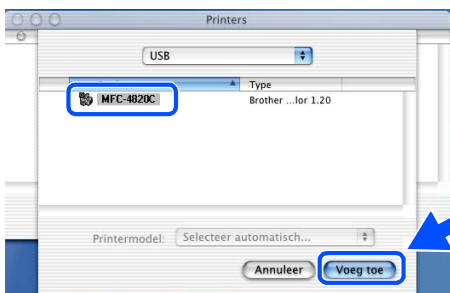 Printers
USB
Type
MFC-4820C Brother ...lor 1.20
Printermodel: Selecteer automatisch...
Annuleer Voeg toe